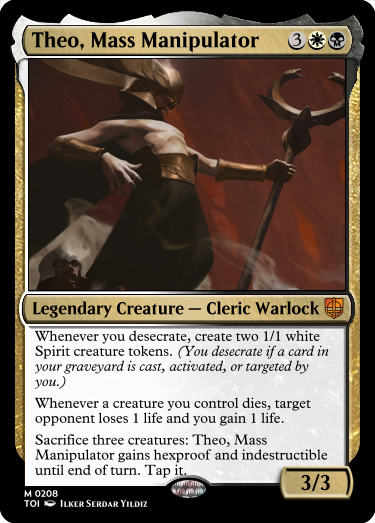 Theo, Mass Manipulator 3
Legendary Creature — Cleric Warlock
Whenever you desecrate, create two 1/1 white
Spirit creature tokens. (You desecrate if a card in
your graveyard is cast, activated, or targeted by
you.)
Whenever a creature you control dies, target
opponent loses 1 life and you gain 1 life.
Sacrifice three creatures: Theo, Mass
Manipulator gains hexproof and indestructible
until end of turn. Tap it.
3/3
M 0208
TOI Ilker Serdar Yildiz